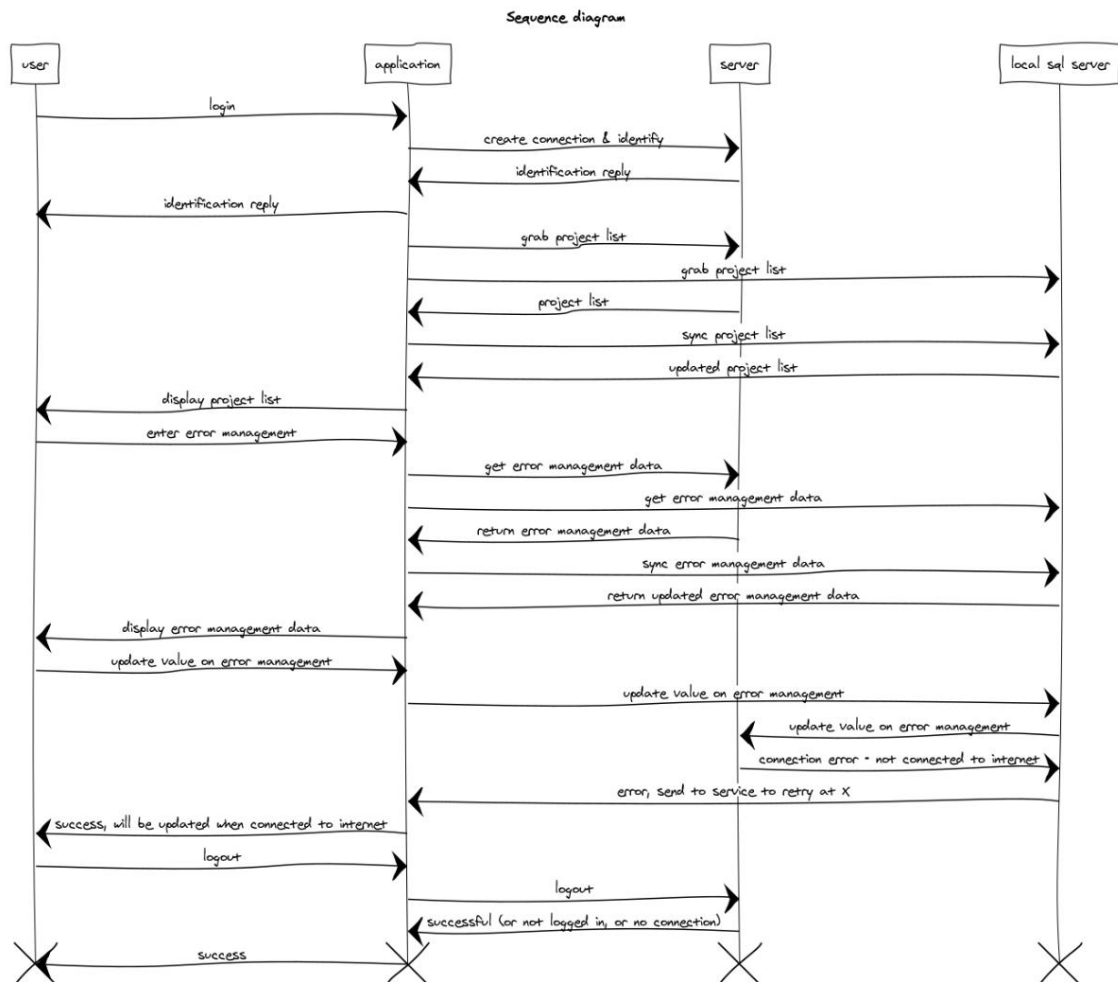 Sequence diagram
user
application
server
local sql server
login
create connection & identify
identification reply
identification reply
grab project list
grab project list
project list
sync project list
updated project list
display project list
enter error management
get error management data
get error management data
return error management data
sync error management data
return updated error management data
display error management data
update value on error management
update value on error management
update value on error management
connection error - not connected to internet
error, send to service to retry at X
success, will be updated when connected to internet
logout
logout
successful (or not logged in, or no connection)
success